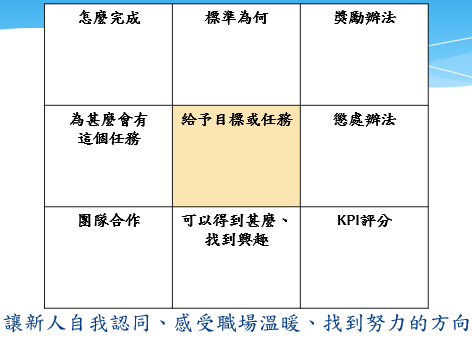 怎麼完成
標準為何
獎勵辦法
為甚麼會有
這個任務
給予目標或任務
懲處辦法
團隊合作
可以得到甚麼、
找到興趣
KPI評分
讓新人自我認同、感受職場溫暖、找到努力的方向